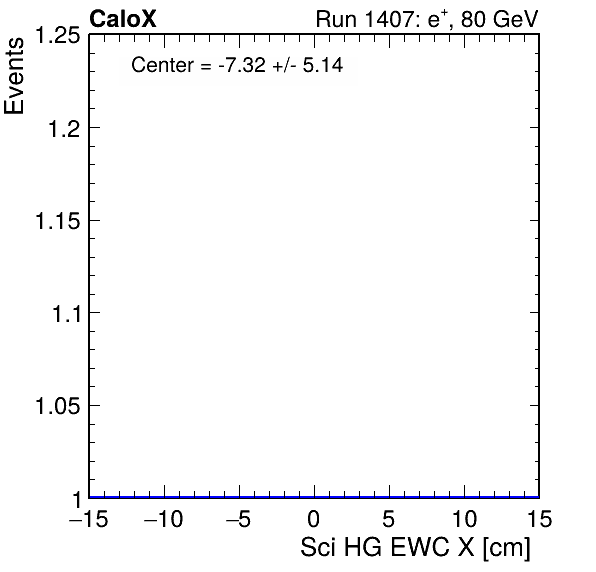 CaloX Run 1407: e⁺, 80 GeV
Events
Center = -7.32 +/- 5.14
1.25
1.2
1.15
1.1
1.05
1
−15 −10 −5 0 5 10 15
Sci HG EWC X [cm]